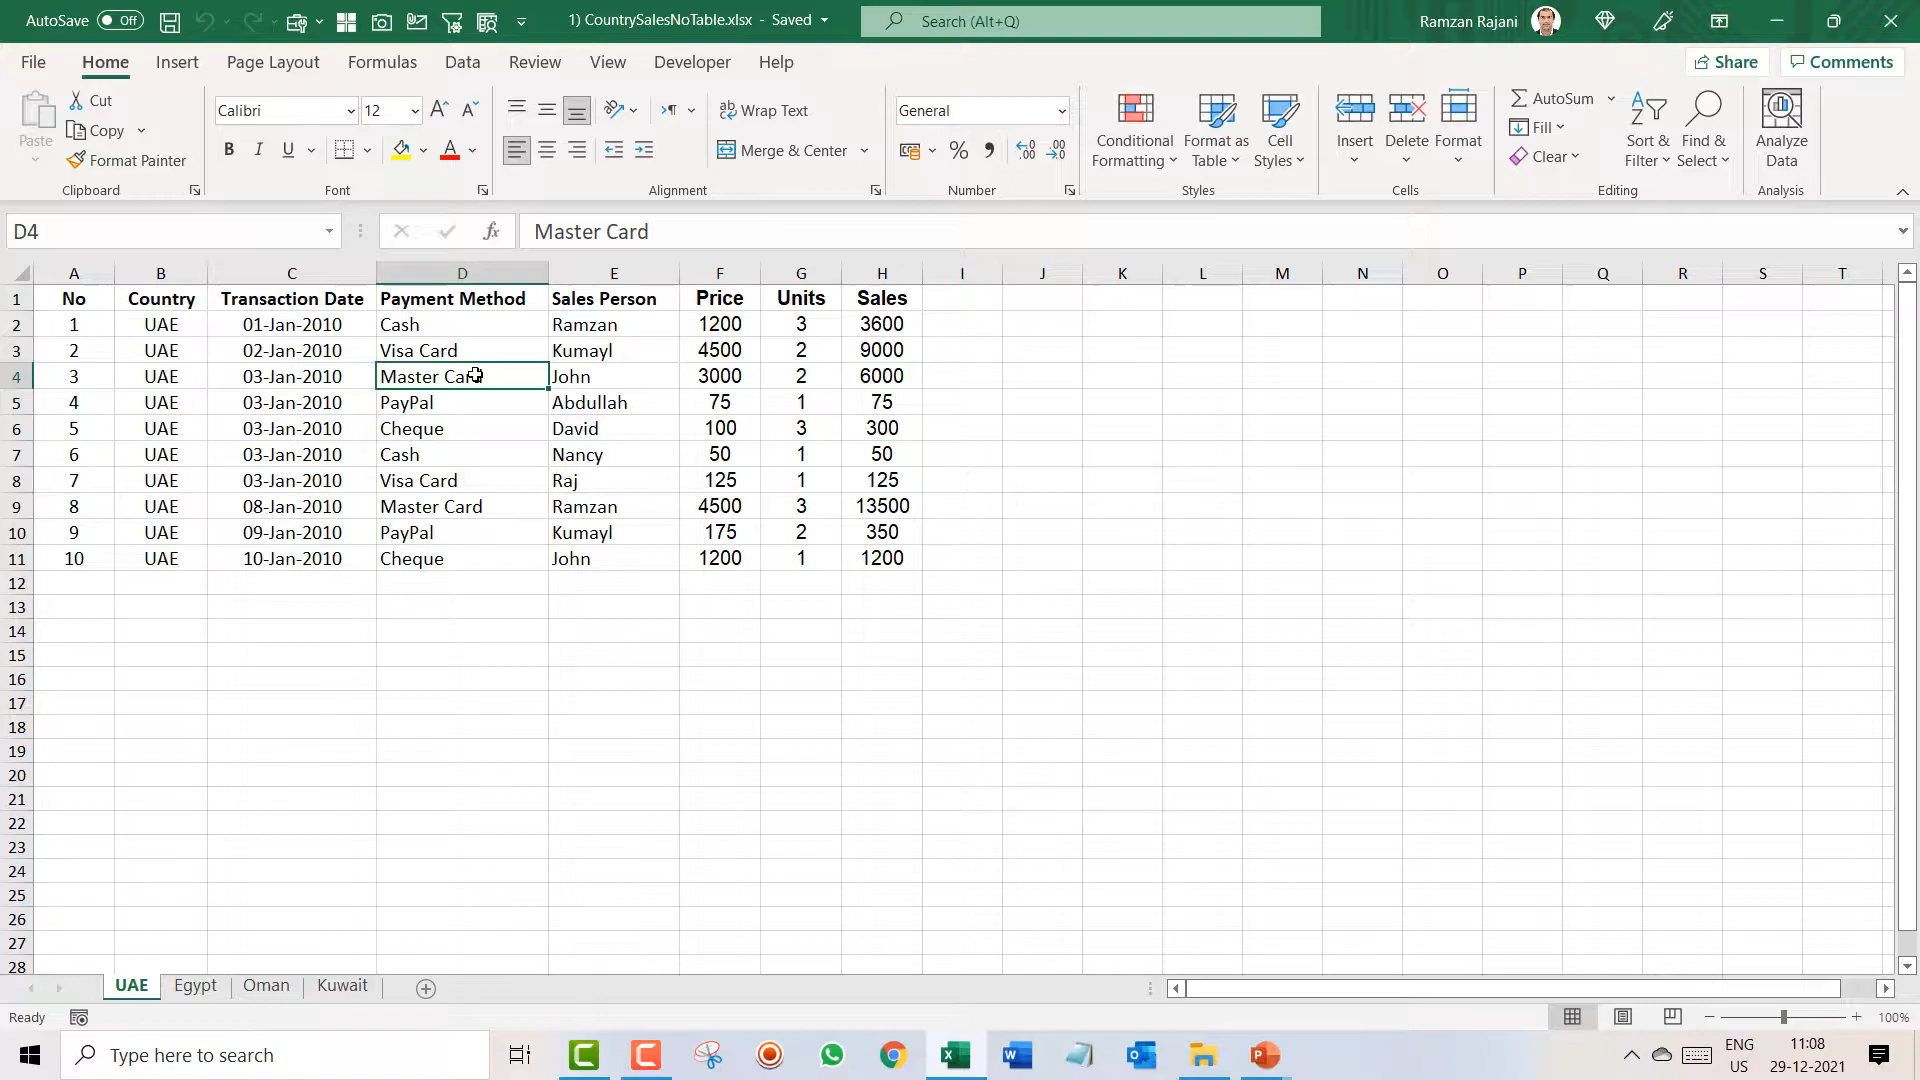 AutoSave Off 1) CountrySalesNoTable.xlsx - Saved Search (Alt+Q) Ramzan Rajani
File Home Insert Page Layout Formulas Data Review View Developer Help Share Comments
Paste Cut Copy Format Painter
Clipboard
Calibri 12
B I U A
Font
Wrap Text
Merge & Center
Alignment
General
% 9
Number
Conditional Formatting
Format as Table
Cell Styles
Styles
Insert Delete Format
Cells
AutoSum
Fill
Clear
Sort & Filter
Find & Select
Editing
Analyze Data
Analysis
D4 fx Master Card
A B C D E F G H I J K L M N O P Q R S T
1 No Country Transaction Date Payment Method Sales Person Price Units Sales
2 1 UAE 01-Jan-2010 Cash Ramzan 1200 3 3600
3 2 UAE 02-Jan-2010 Visa Card Kumayl 4500 2 9000
4 3 UAE 03-Jan-2010 Master Card John 3000 2 6000
5 4 UAE 03-Jan-2010 PayPal Abdullah 75 1 75
6 5 UAE 03-Jan-2010 Cheque David 100 3 300
7 6 UAE 03-Jan-2010 Cash Nancy 50 1 50
8 7 UAE 03-Jan-2010 Visa Card Raj 125 1 125
9 8 UAE 08-Jan-2010 Master Card Ramzan 4500 3 13500
10 9 UAE 09-Jan-2010 PayPal Kumayl 175 2 350
11 10 UAE 10-Jan-2010 Cheque John 1200 1 1200
12
13
14
15
16
17
18
19
20
21
22
23
24
25
26
27
28
UAE Egypt Oman Kuwait
Ready 100%
Type here to search ENG US 11:08 29-12-2021